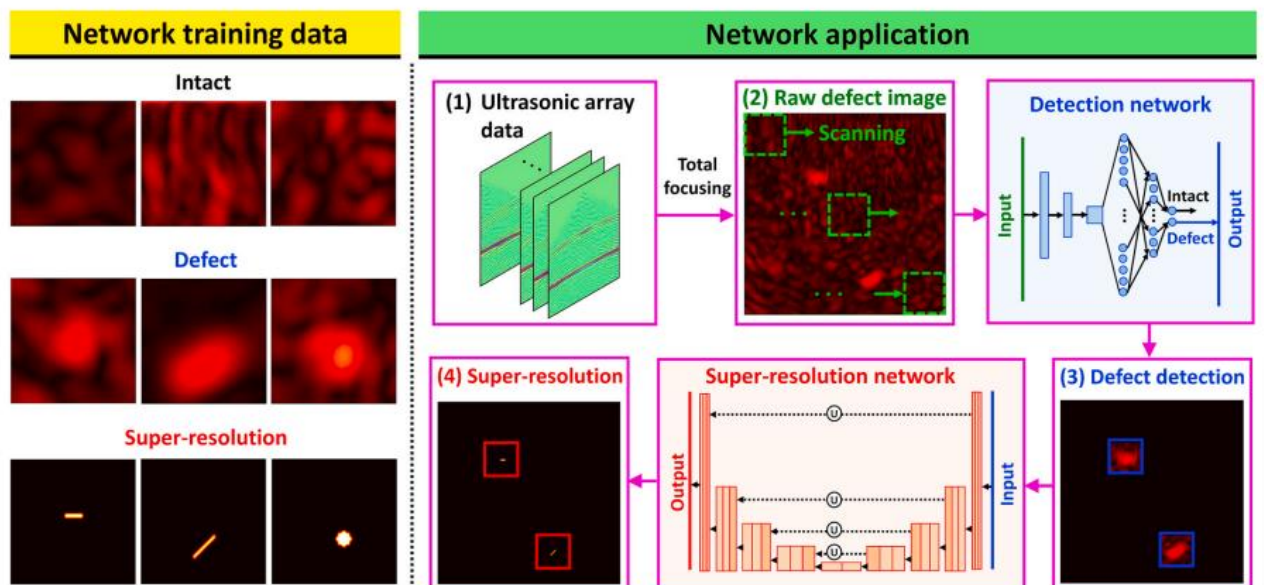 Network training data
Intact
Defect
Super-resolution
Network application
(1) Ultrasonic array
data
Total
focusing
(2) Raw defect image
Scanning
Detection network
Input
Intact
Defect
Output
(3) Defect detection
Super-resolution network
Input
U
U
U
U
Output
(4) Super-resolution